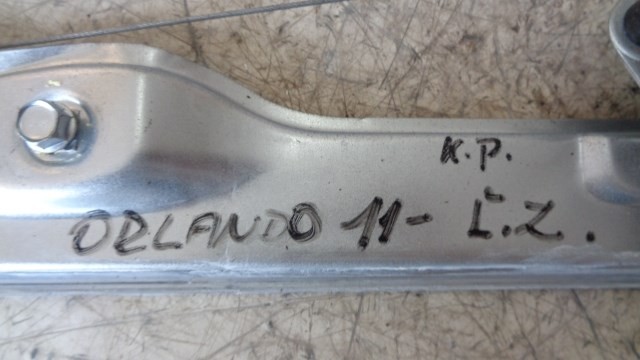 K.P.
ORLANDO 11- L.Z.